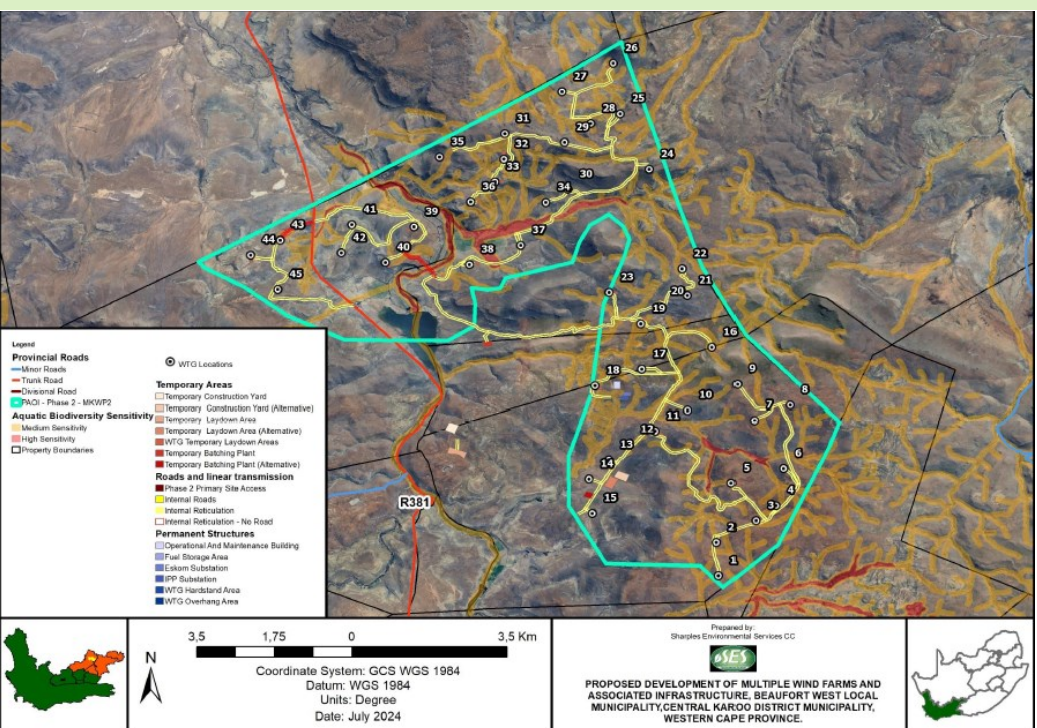 26
27
25
28
29
31
32
35
24
33
30
36
34
41
39
43
37
44
42
40
38
22
45
23
21
20
19
16
17
9
18
8
10
7
11
12
13
6
14
5
4
15
3
2
1
R381
Legend
Provincial Roads
Minor Roads
Trunk Road
Divisional Road
PAOI - Phase 2 - MKWP2
Aquatic Biodiversity Sensitivity
Medium Sensitivity
High Sensitivity
Property Boundaries
WTG Locations
Temporary Areas
Temporary Construction Yard
Temporary Construction Yard (Alternative)
Temporary Laydown Area
Temporary Laydown Area (Alternative)
WTG Temporary Laydown Areas
Temporary Batching Plant
Temporary Batching Plant (Alternative)
Roads and linear transmission
Phase 2 Primary Site Access
Internal Roads
Internal Reticulation
Internal Reticulation - No Road
Permanent Structures
Operational And Maintenance Building
Fuel Storage Area
Eskom Substation
IPP Substation
WTG Hardstand Area
WTG Overhang Area
N
3,5 1,75 0 3,5 Km
Coordinate System: GCS WGS 1984
Datum: WGS 1984
Units: Degree
Date: July 2024
Prepared by:
Sharples Environmental Services CC
SES
PROPOSED DEVELOPMENT OF MULTIPLE WIND FARMS AND
ASSOCIATED INFRASTRUCTURE, BEAUFORT WEST LOCAL
MUNICIPALITY,CENTRAL KAROO DISTRICT MUNICIPALITY,
WESTERN CAPE PROVINCE.